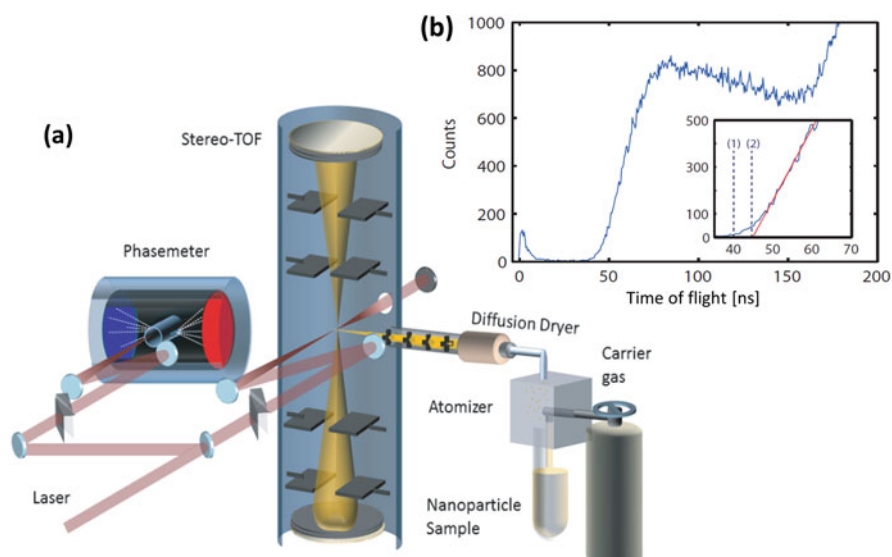 (a)
Stereo-TOF
Phasemeter
Laser
Diffusion Dryer
Carrier
gas
Atomizer
Nanoparticle
Sample
(b)
1000
800
600
400
200
0
Counts
0
50
100
150
200
Time of flight [ns]
500
300
100
0
(1)
(2)
40
50
60
70